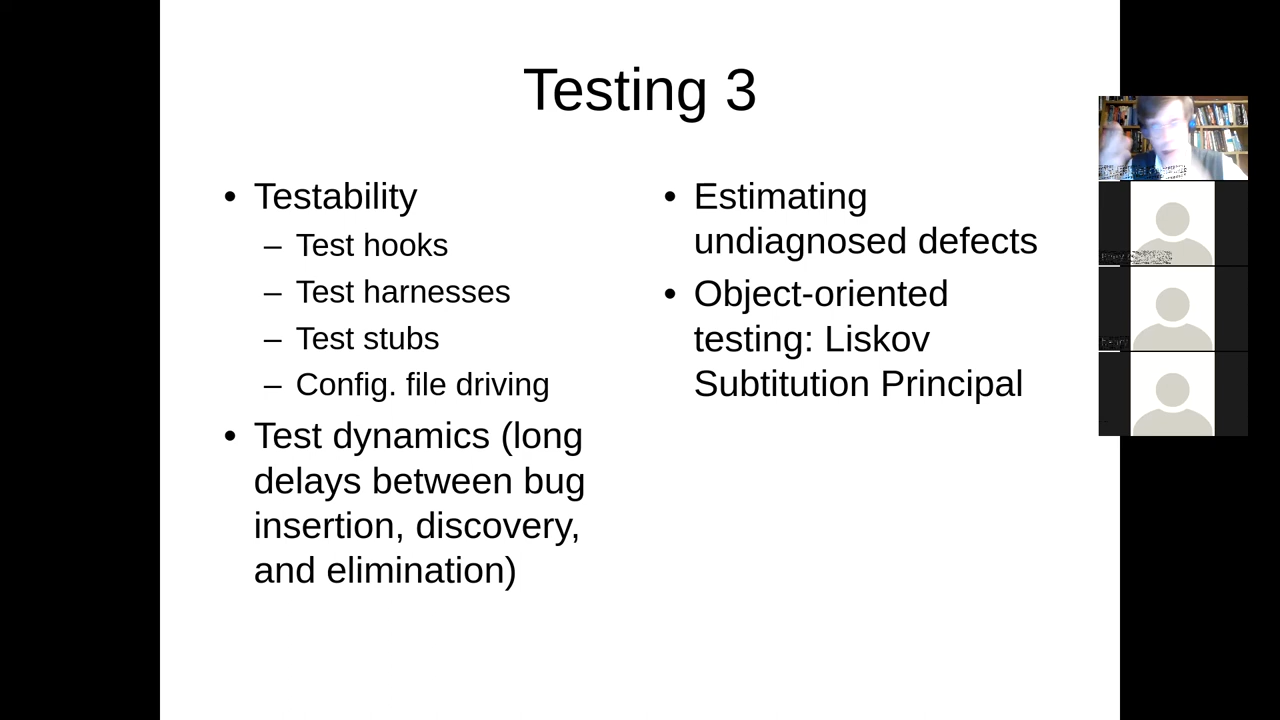 Testing 3
• Testability
– Test hooks
– Test harnesses
– Test stubs
– Config. file driving
• Test dynamics (long
delays between bug
insertion, discovery,
and elimination)
• Estimating
undiagnosed defects
• Object-oriented
testing: Liskov
Subtitution Principal